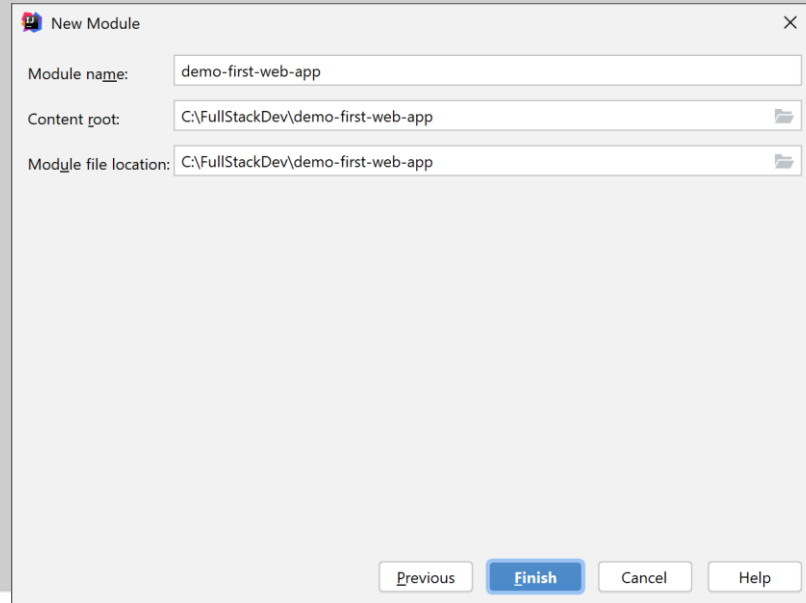 New Module
Module name: demo-first-web-app
Content root: C:\FullStackDev\demo-first-web-app
Module file location: C:\FullStackDev\demo-first-web-app
Previous Finish Cancel Help